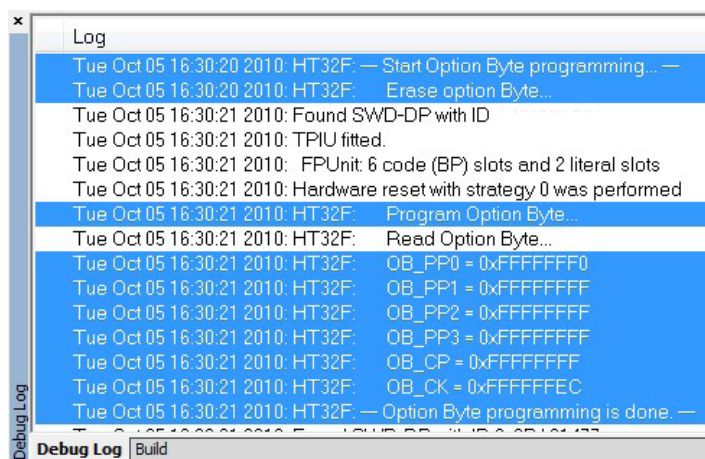 Log
Tue Oct 05 16:30:20 2010: HT32F: — Start Option Byte programming... —
Tue Oct 05 16:30:20 2010: HT32F: Erase option Byte...
Tue Oct 05 16:30:21 2010: Found SWD-DP with ID
Tue Oct 05 16:30:21 2010: TPIU fitted.
Tue Oct 05 16:30:21 2010: FPUnit: 6 code (BP) slots and 2 literal slots
Tue Oct 05 16:30:21 2010: Hardware reset with strategy 0 was performed
Tue Oct 05 16:30:21 2010: HT32F: Program Option Byte...
Tue Oct 05 16:30:21 2010: HT32F: Read Option Byte...
Tue Oct 05 16:30:21 2010: HT32F: OB_PP0 = 0xFFFFFFF0
Tue Oct 05 16:30:21 2010: HT32F: OB_PP1 = 0xFFFFFFFF
Tue Oct 05 16:30:21 2010: HT32F: OB_PP2 = 0xFFFFFFFF
Tue Oct 05 16:30:21 2010: HT32F: OB_PP3 = 0xFFFFFFFF
Tue Oct 05 16:30:21 2010: HT32F: OB_CP = 0xFFFFFFFF
Tue Oct 05 16:30:21 2010: HT32F: OB_CK = 0xFFFFFFEC
Tue Oct 05 16:30:21 2010: HT32F: — Option Byte programming is done. —
Debug Log
Debug Log Build